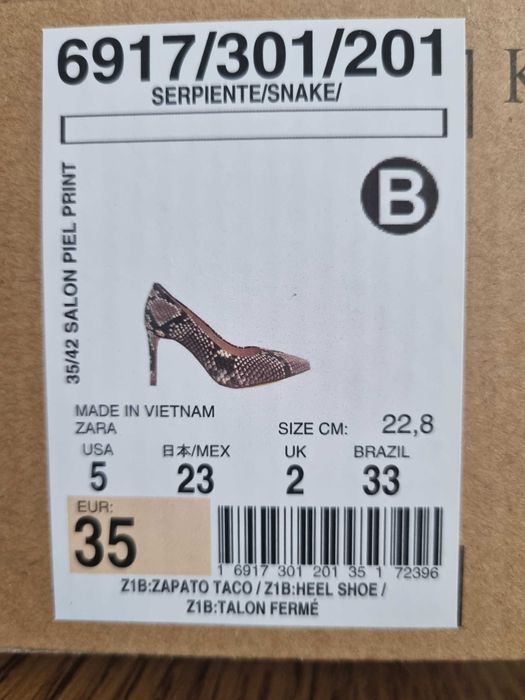 6917/301/201
SERPIENTE/SNAKE/
K
B
35/42 SALON PIEL PRINT
MADE IN VIETNAM
ZARA
SIZE CM: 22,8
USA 日本/MEX UK BRAZIL
5 23 2 33
EUR:
35
1 6917 301 201 35 1 72396
Z1B:ZAPATO TACO / Z1B:HEEL SHOE /
Z1B:TALON FERMÉ